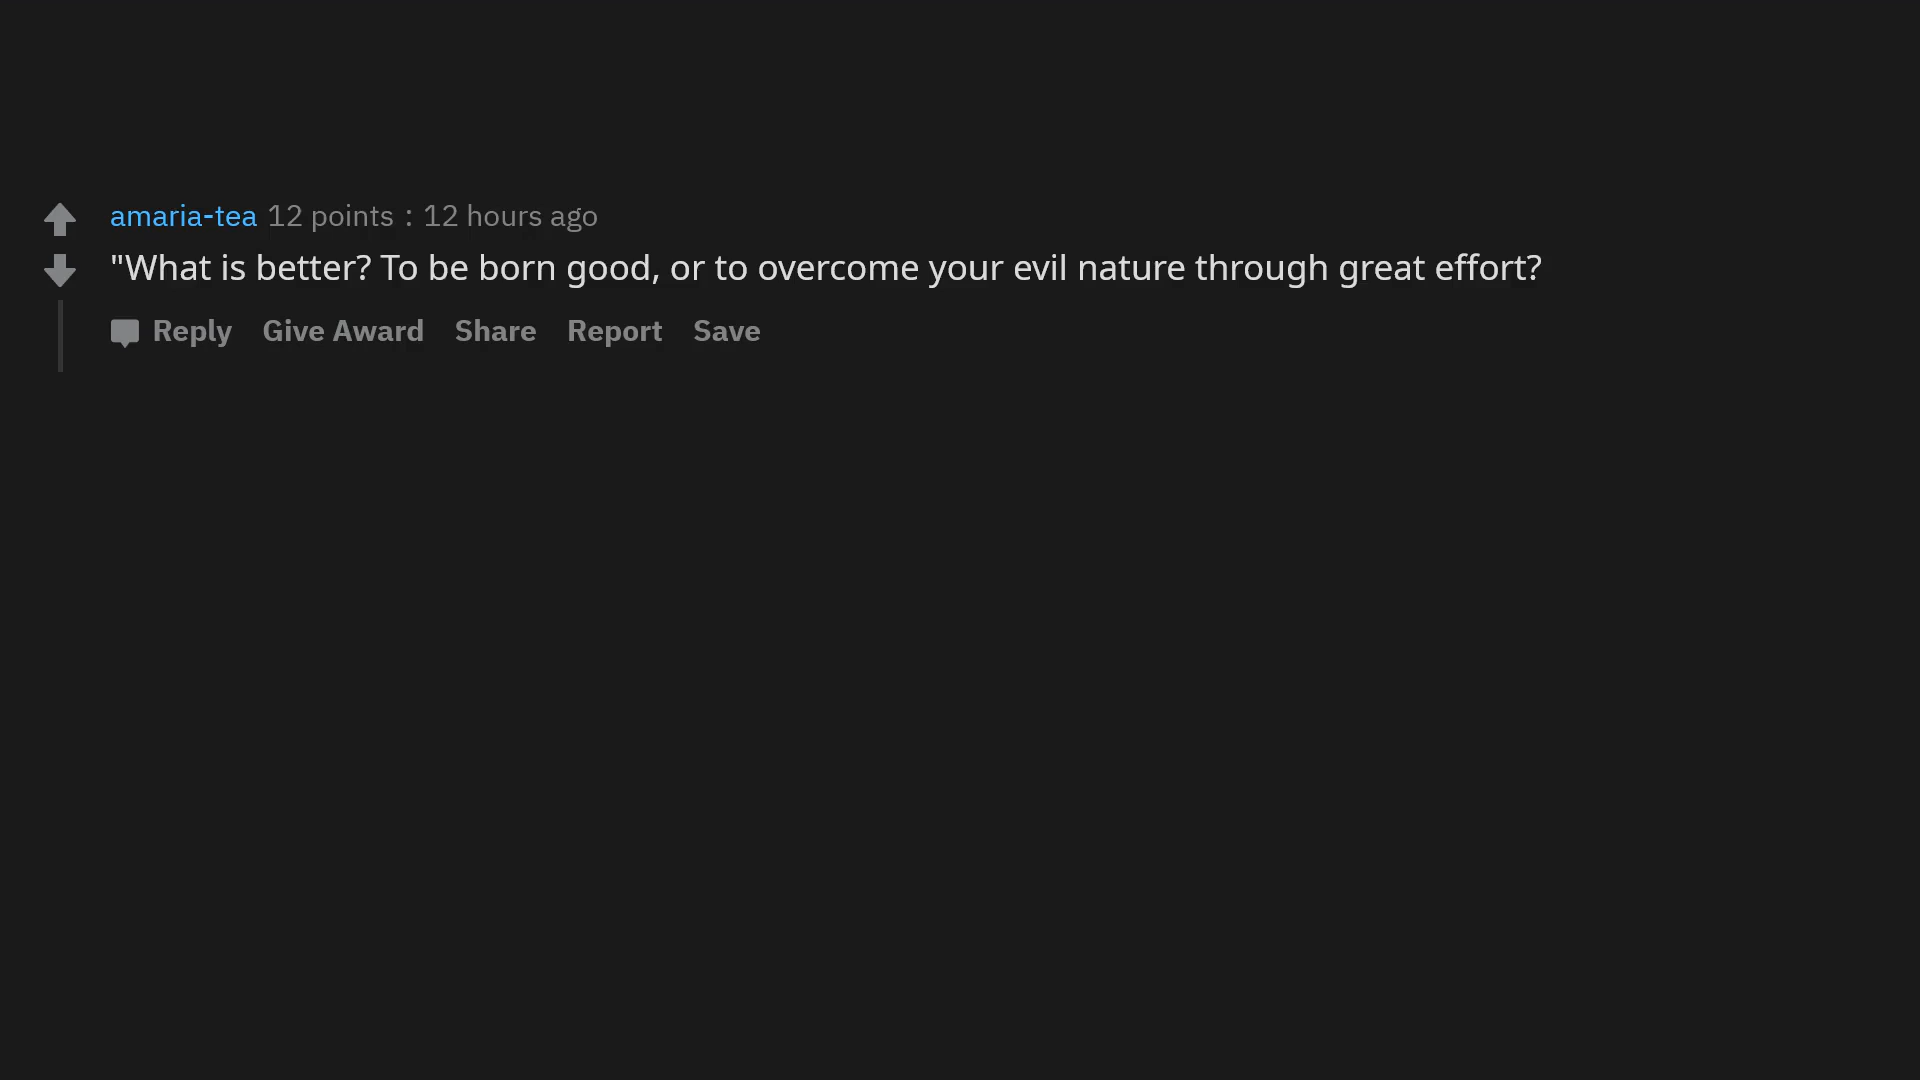 amaria-tea 12 points : 12 hours ago
"What is better? To be born good, or to overcome your evil nature through great effort?
Reply Give Award Share Report Save